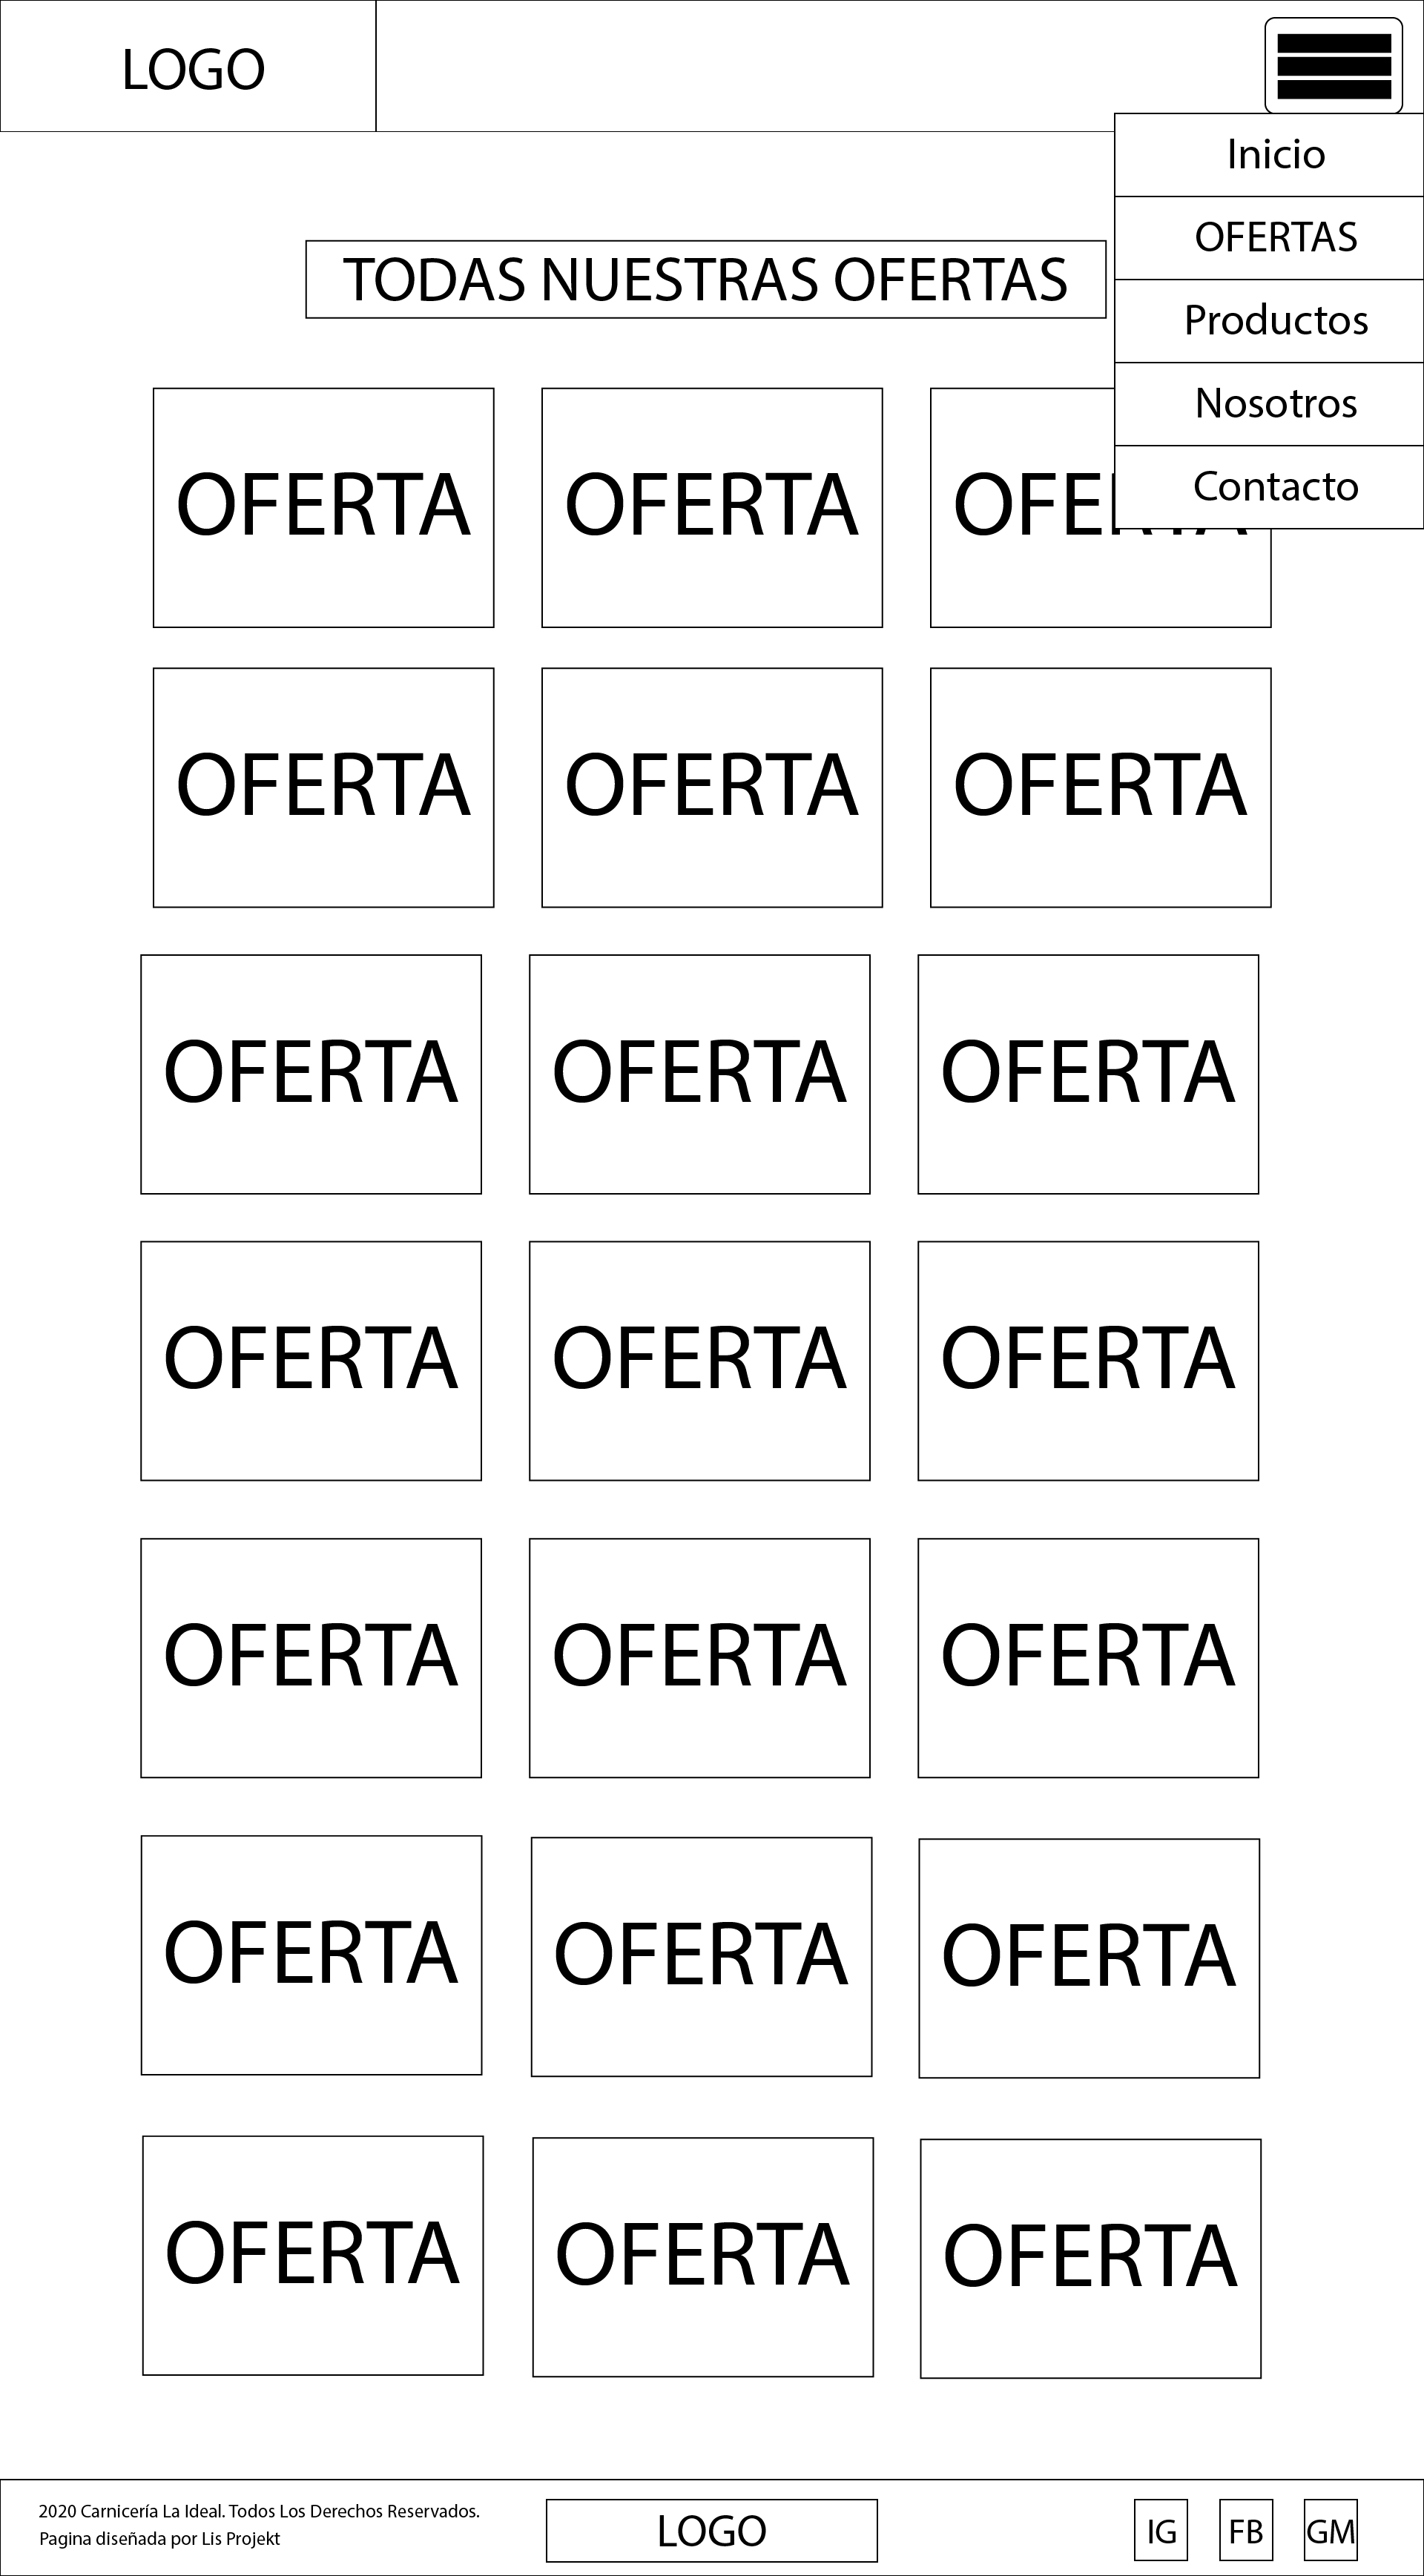 LOGO
Inicio
OFERTAS
Productos
Nosotros
Contacto
TODAS NUESTRAS OFERTAS
OFERTA OFERTA
OFERTA OFERTA OFERTA
OFERTA OFERTA OFERTA
OFERTA OFERTA OFERTA
OFERTA OFERTA OFERTA
OFERTA OFERTA OFERTA
OFERTA OFERTA OFERTA
2020 Carnicería La Ideal. Todos Los Derechos Reservados.
Pagina diseñada por Lis Projekt
LOGO
IG FB GM